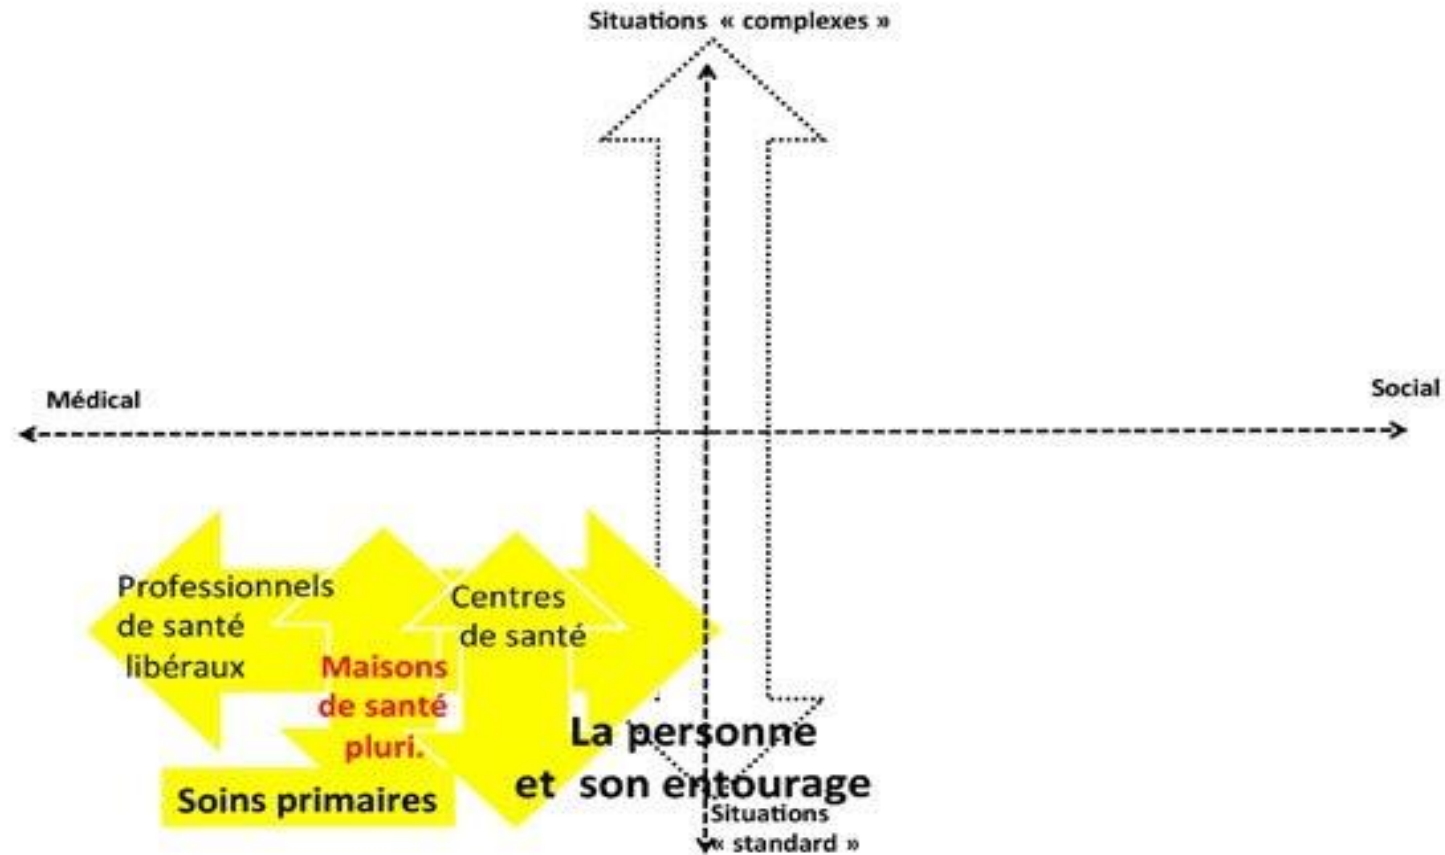 Situations « complexes »
Médical
Social
Professionnels
de santé
libéraux
Centres
de santé
Maisons
de santé
pluri.
La personne
et son entourage
Soins primaires
Situations
« standard »